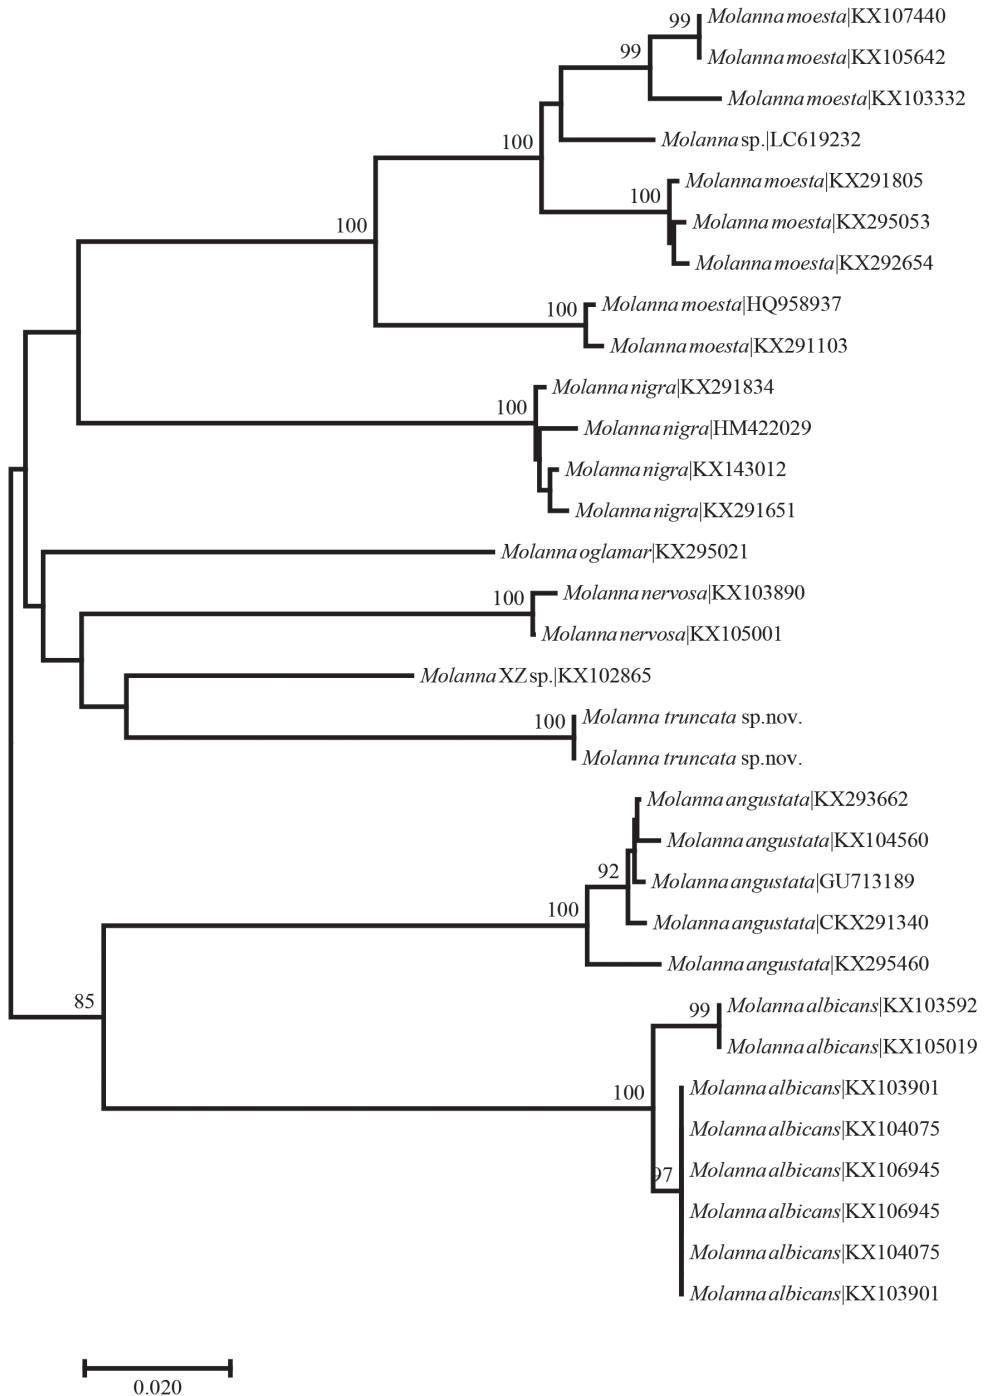 99
Molanna moesta|KX107440
99
Molanna moesta|KX105642
Molanna moesta|KX103332
100
Molanna sp.|LC619232
Molanna moesta|KX291805
100
Molanna moesta|KX295053
100
Molanna moesta|KX292654
Molanna moesta|HQ958937
100
Molanna moesta|KX291103
Molanna nigra|KX291834
100
Molanna nigra|HM422029
Molanna nigra|KX143012
Molanna nigra|KX291651
Molanna oglamar|KX295021
Molanna nervosa|KX103890
100
Molanna nervosa|KX105001
Molanna XZ sp.|KX102865
Molanna truncata sp.nov.
100
Molanna truncata sp.nov.
Molanna angustata|KX293662
Molanna angustata|KX104560
92
Molanna angustata|GU713189
100
Molanna angustata|CKX291340
Molanna angustata|KX295460
85
Molanna albicans|KX103592
99
Molanna albicans|KX105019
100
Molanna albicans|KX103901
Molanna albicans|KX104075
97
Molanna albicans|KX106945
Molanna albicans|KX106945
Molanna albicans|KX104075
Molanna albicans|KX103901
0.020